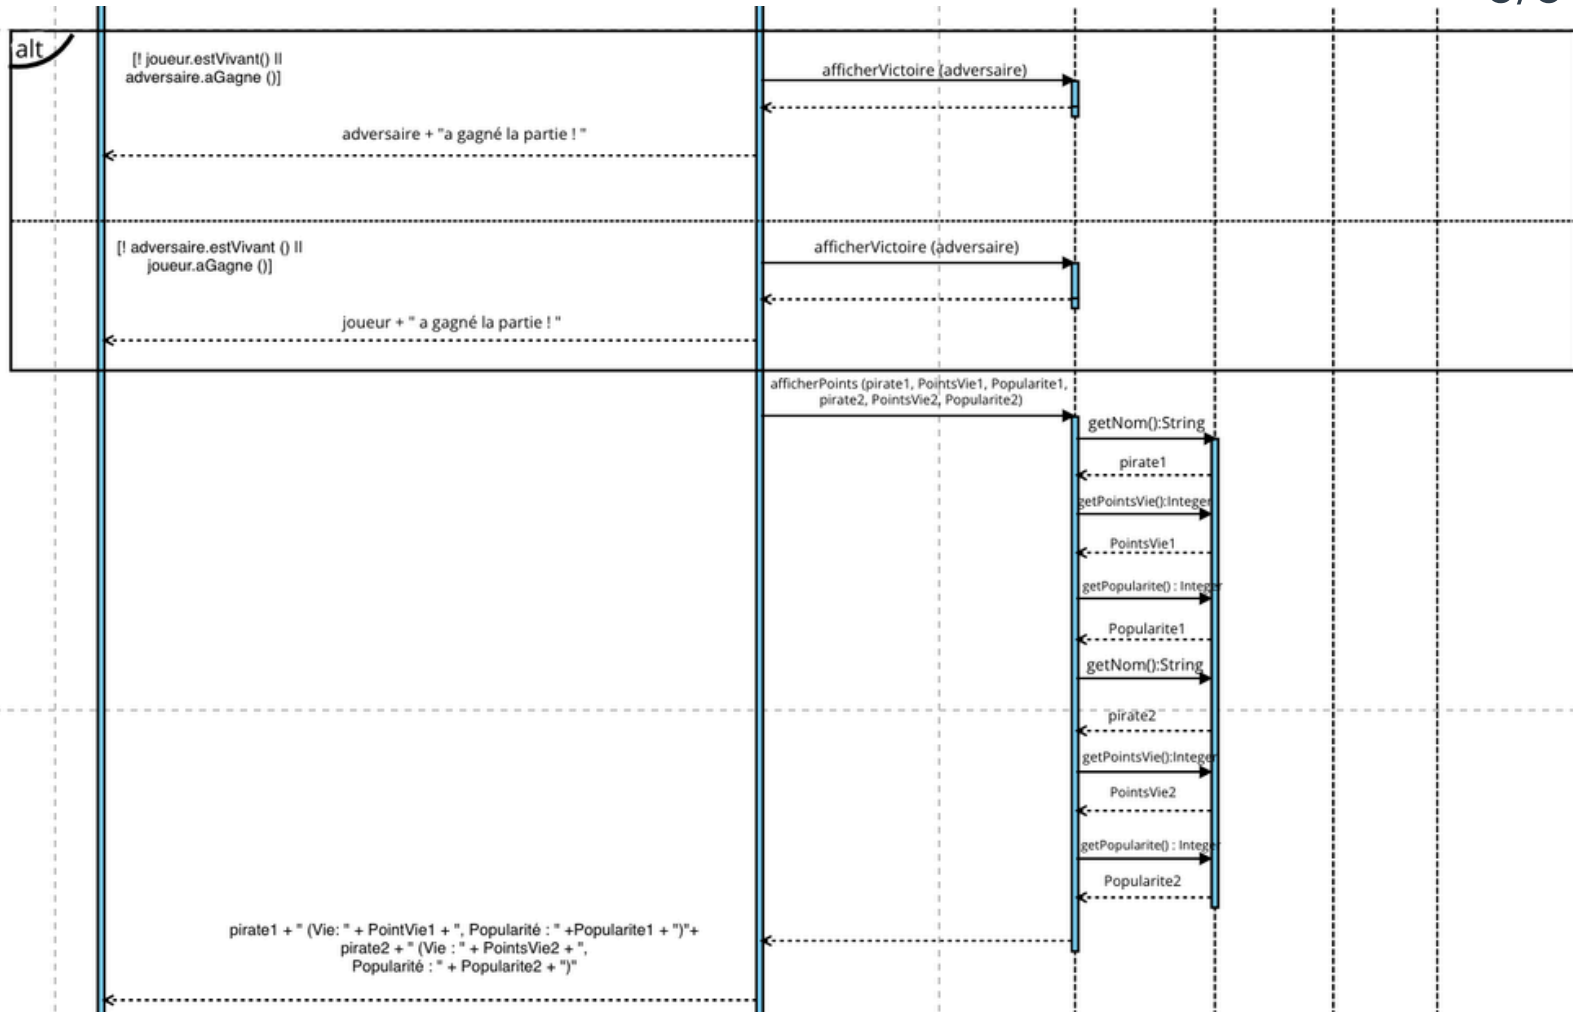 alt
[! joueur.estVivant() ||
adversaire.aGagne ()]
afficherVictoire (adversaire)
adversaire + "a gagné la partie ! "
[! adversaire.estVivant () ||
joueur.aGagne ()]
afficherVictoire (adversaire)
joueur + " a gagné la partie ! "
afficherPoints (pirate1, PointsVie1, Popularite1,
pirate2, PointsVie2, Popularite2)
getNom():String
pirate1
getPointsVie():Integer
PointsVie1
getPopularite() : Integer
Popularite1
getNom():String
pirate2
getPointsVie():Integer
PointsVie2
getPopularite() : Integer
Popularite2
pirate1 + " (Vie: " + PointVie1 + ", Popularité : " +Popularite1 + ")"+
pirate2 + " (Vie : " + PointsVie2 + ",
Popularité : " + Popularite2 + ")"